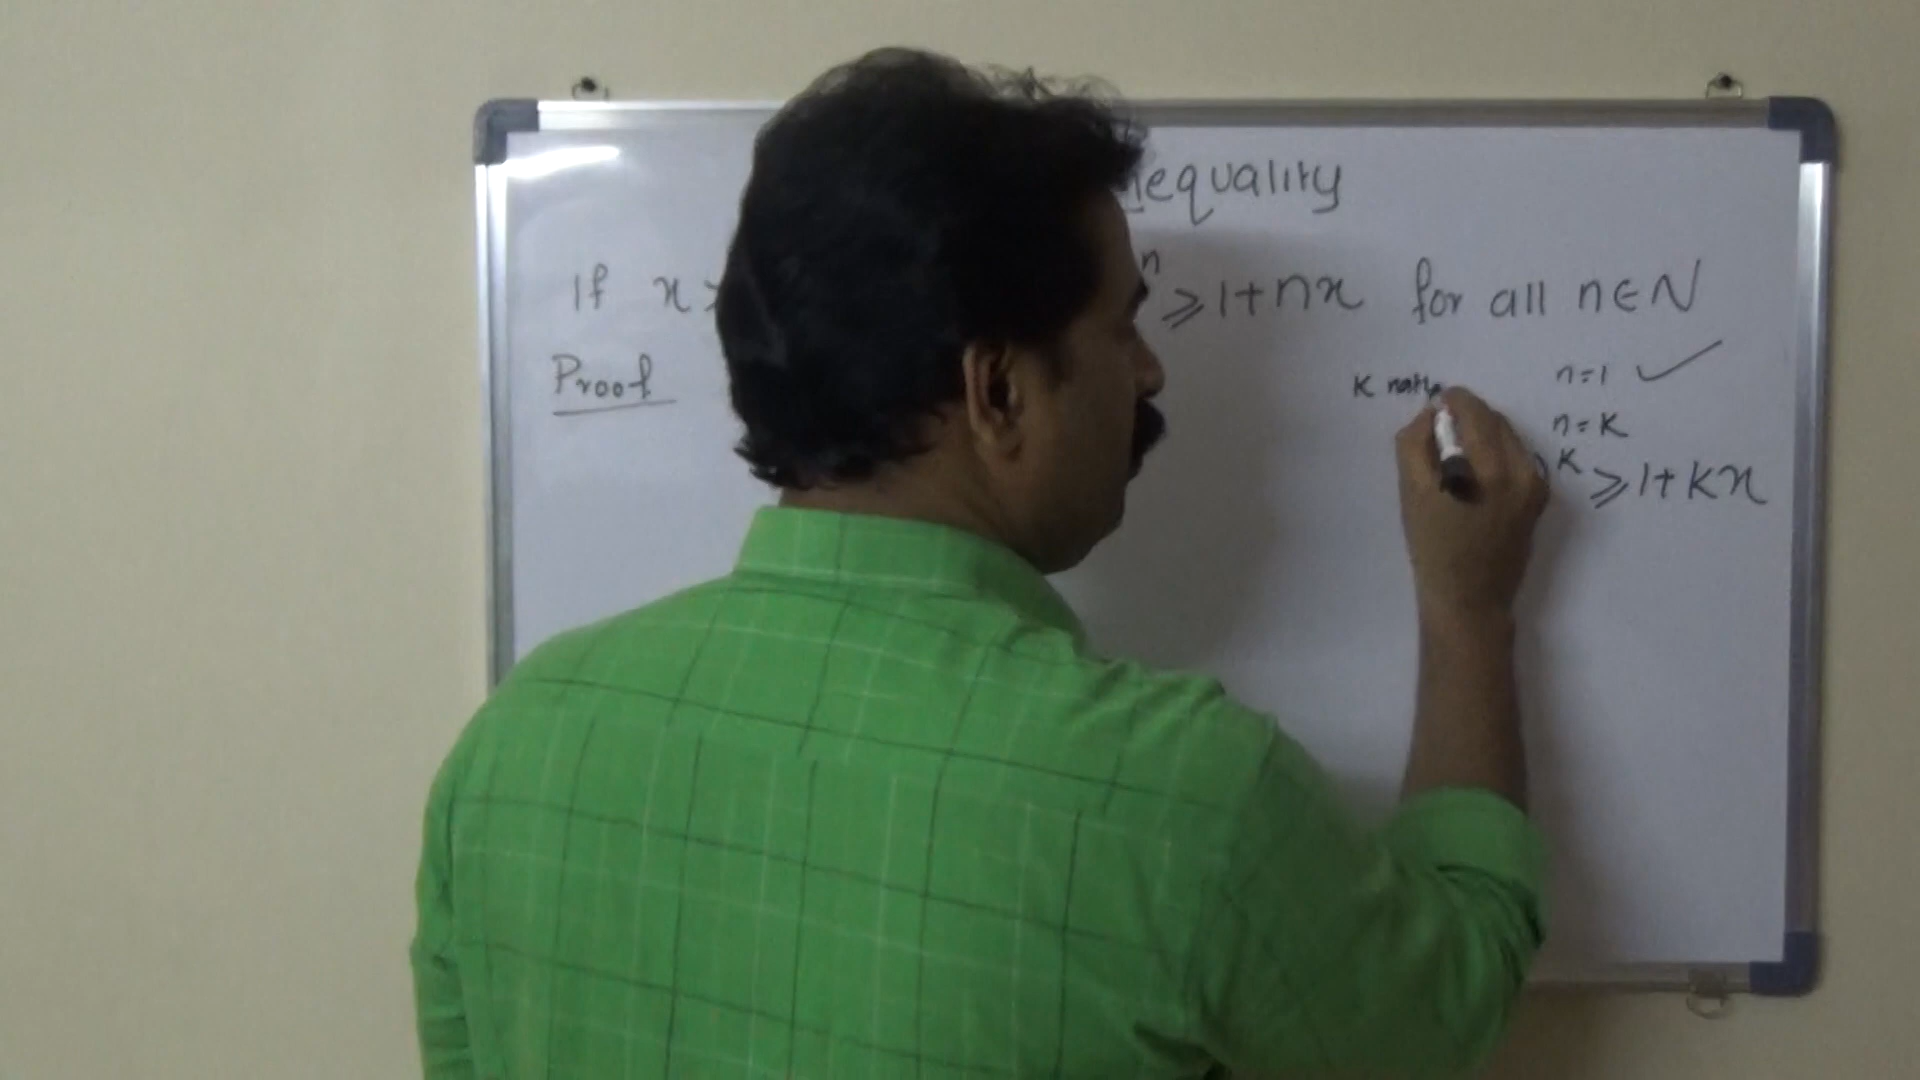 equality
If x > n ⩾ 1+nx for all n∈N
Proof
n=1 ✓
K natu
n=K
)ᴷ ⩾ 1+Kx